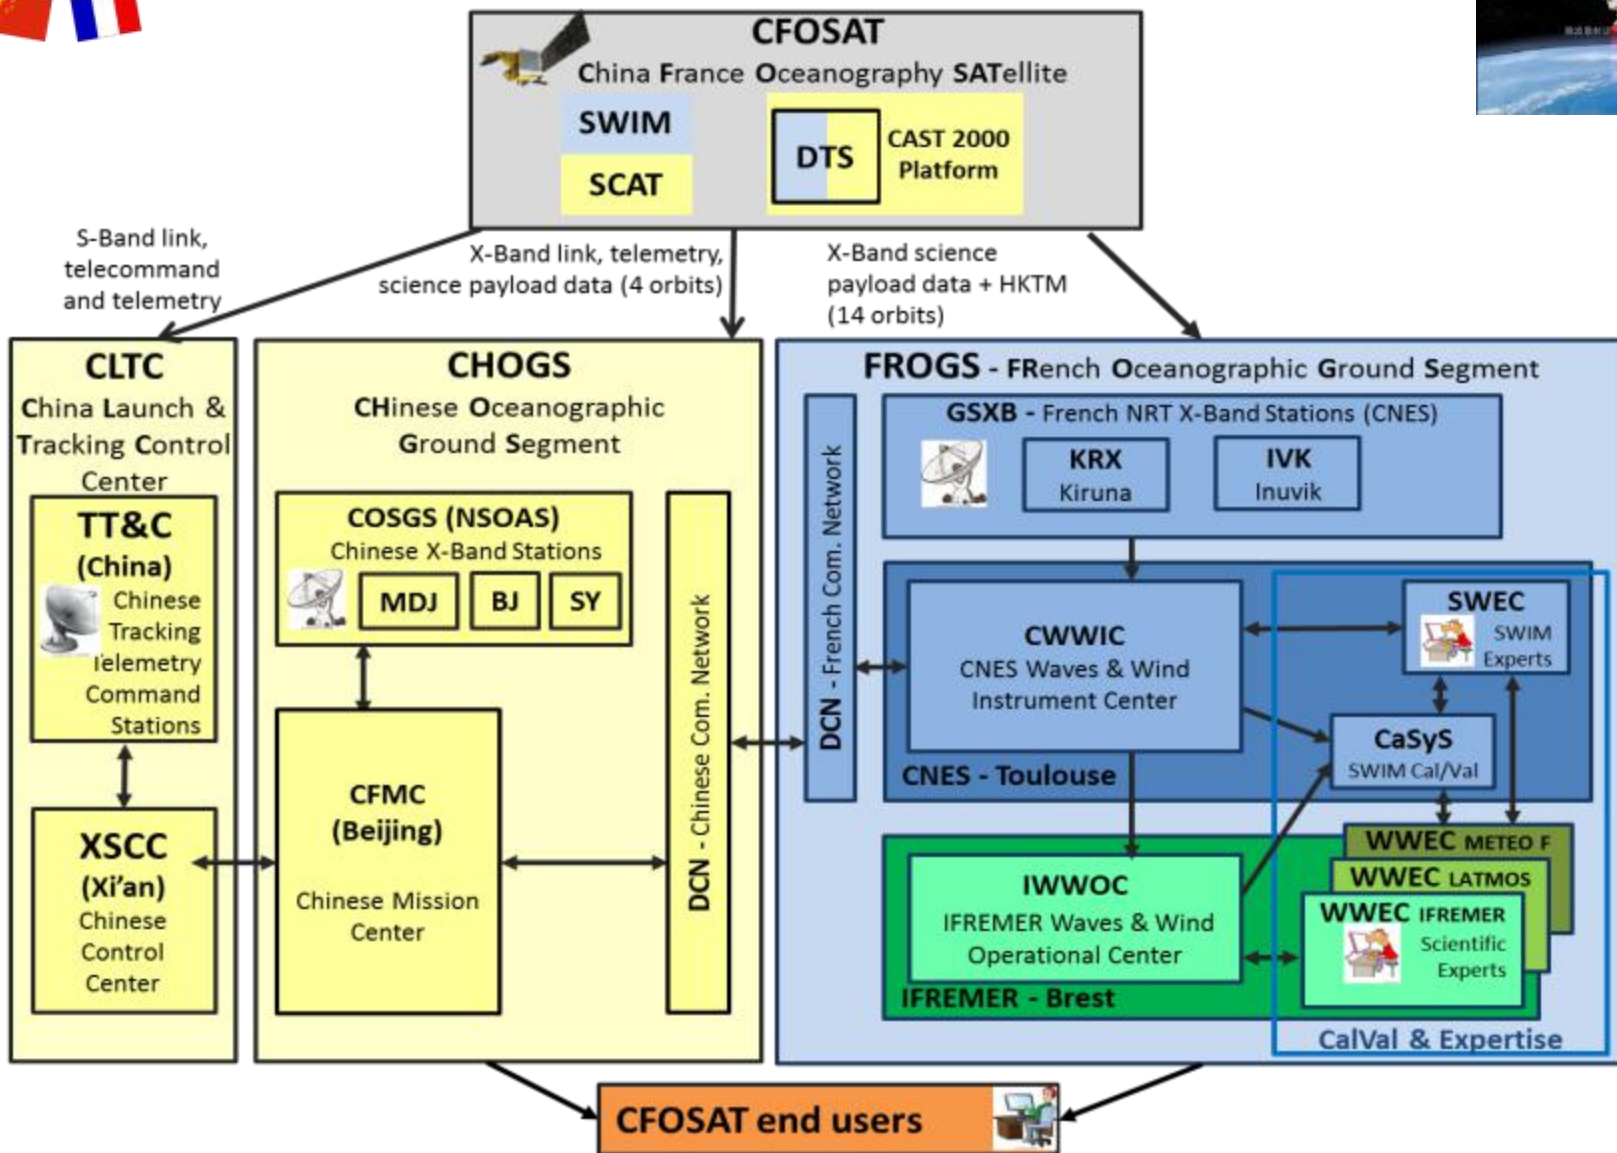 CFOSAT
China France Oceanography SATellite
SWIM
SCAT
DTS
CAST 2000
Platform
S-Band link,
telecommand
and telemetry
X-Band link, telemetry,
science payload data (4 orbits)
X-Band science
payload data + HKTM
(14 orbits)
CLTC
China Launch &
Tracking Control
Center
TT&C
(China)
Chinese
Tracking
Telemetry
Command
Stations
XSCC
(Xi'an)
Chinese
Control
Center
CHOGS
CHinese Oceanographic
Ground Segment
COSGS (NSOAS)
Chinese X-Band Stations
MDJ
BJ
SY
CFMC
(Beijing)
Chinese Mission
Center
DCN - Chinese Com. Network
FROGS - FRench Oceanographic Ground Segment
DCN - French Com. Network
GSXB - French NRT X-Band Stations (CNES)
KRX
Kiruna
IVK
Inuvik
CWWIC
CNES Waves & Wind
Instrument Center
CNES - Toulouse
SWEC
SWIM
Experts
CaSyS
SWIM Cal/Val
IWWOC
IFREMER Waves & Wind
Operational Center
IFREMER - Brest
WWEC METEO F
WWEC LATMOS
WWEC IFREMER
Scientific
Experts
CalVal & Expertise
CFOSAT end users